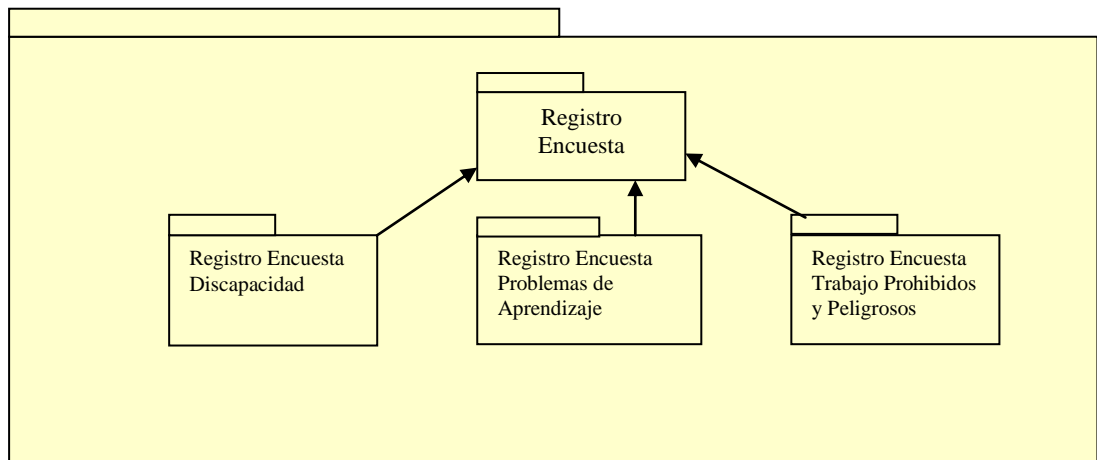 Registro
Encuesta
Registro Encuesta
Discapacidad
Registro Encuesta
Problemas de
Aprendizaje
Registro Encuesta
Trabajo Prohibidos
y Peligrosos